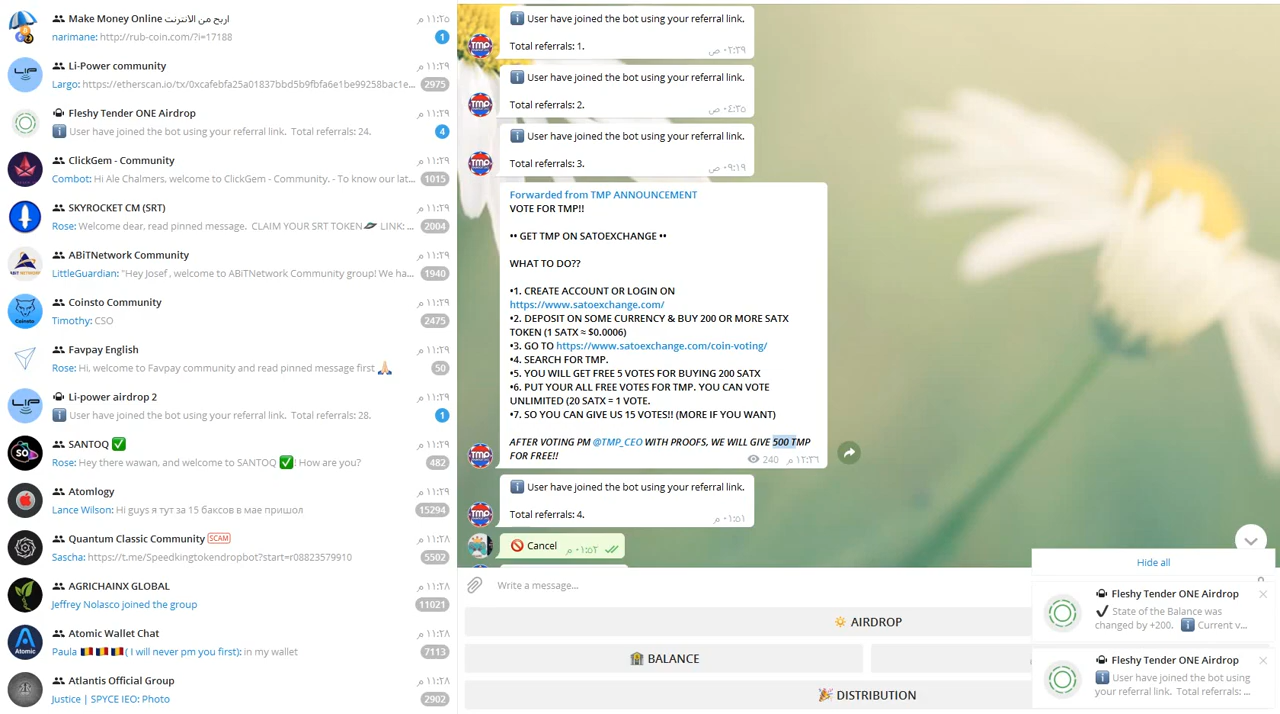 Make Money Online اربح من الانترنت
١١:٢٥ م
narimane: http://rub-coin.com/?i=17188
1
Li-Power community
١١:٢٩ م
Largo: https://etherscan.io/tx/0xcafebfa25a01837bbd5b9fbfa6e1be99258bac1e...
2975
Fleshy Tender ONE Airdrop
١١:٢٩ م
User have joined the bot using your referral link. Total referrals: 24.
4
ClickGem - Community
١١:٢٩ م
Combot: Hi Ale Chalmers, welcome to ClickGem - Community. - To know our lat...
1015
SKYROCKET CM (SRT)
١١:٢٩ م
Rose: Welcome dear, read pinned message. CLAIM YOUR SRT TOKEN LINK: ...
2004
ABiTNetwork Community
١١:٢٩ م
LittleGuardian: "Hey Josef , welcome to ABiTNetwork Community group! We ha...
1940
Coinsto Community
١١:٢٩ م
Timothy: CSO
2475
Favpay English
١١:٢٩ م
Rose: Hi, welcome to Favpay community and read pinned message first
50
Li-power airdrop 2
١١:٢٩ م
User have joined the bot using your referral link. Total referrals: 28.
1
SANTOQ
١١:٢٩ م
Rose: Hey there wawan, and welcome to SANTOQ ! How are you?
482
Atomlogy
١١:٢٩ م
Lance Wilson: Hi guys я тут за 15 баксов в мае пришол
15294
Quantum Classic Community SCAM
١١:٢٩ م
Sascha: https://t.me/Speedkingtokendropbot?start=r08823579910
5502
AGRICHAINX GLOBAL
١١:٢٨ م
Jeffrey Nolasco joined the group
11021
Atomic Wallet Chat
١١:٢٨ م
Paula ( I will never pm you first): in my wallet
7113
Atlantis Official Group
١١:٢٨ م
Justice | SPYCE IEO: Photo
2902
User have joined the bot using your referral link.
Total referrals: 1.
٠٢:٣٩ ص
User have joined the bot using your referral link.
Total referrals: 2.
٠٤:٣٥ ص
User have joined the bot using your referral link.
Total referrals: 3.
٠٩:١٩ ص
Forwarded from TMP ANNOUNCEMENT
VOTE FOR TMP!!
•• GET TMP ON SATOEXCHANGE ••
WHAT TO DO??
•1. CREATE ACCOUNT OR LOGIN ON
https://www.satoexchange.com/
•2. DEPOSIT ON SOME CURRENCY & BUY 200 OR MORE SATX
TOKEN (1 SATX ≈ $0.0006)
•3. GO TO https://www.satoexchange.com/coin-voting/
•4. SEARCH FOR TMP.
•5. YOU WILL GET FREE 5 VOTES FOR BUYING 200 SATX
•6. PUT YOUR ALL FREE VOTES FOR TMP. YOU CAN VOTE
UNLIMITED (20 SATX = 1 VOTE.
•7. SO YOU CAN GIVE US 15 VOTES!! (MORE IF YOU WANT)
AFTER VOTING PM @TMP_CEO WITH PROOFS, WE WILL GIVE 500 TMP
FOR FREE!!
240 ١٢:٣٦ م
User have joined the bot using your referral link.
Total referrals: 4.
٠١:٥١ م
Cancel ٠١:٥٢ م
Write a message...
AIRDROP
BALANCE
DISTRIBUTION
Hide all
Fleshy Tender ONE Airdrop
State of the Balance was
changed by +200. Current v...
Fleshy Tender ONE Airdrop
User have joined the bot using
your referral link. Total referrals: ...